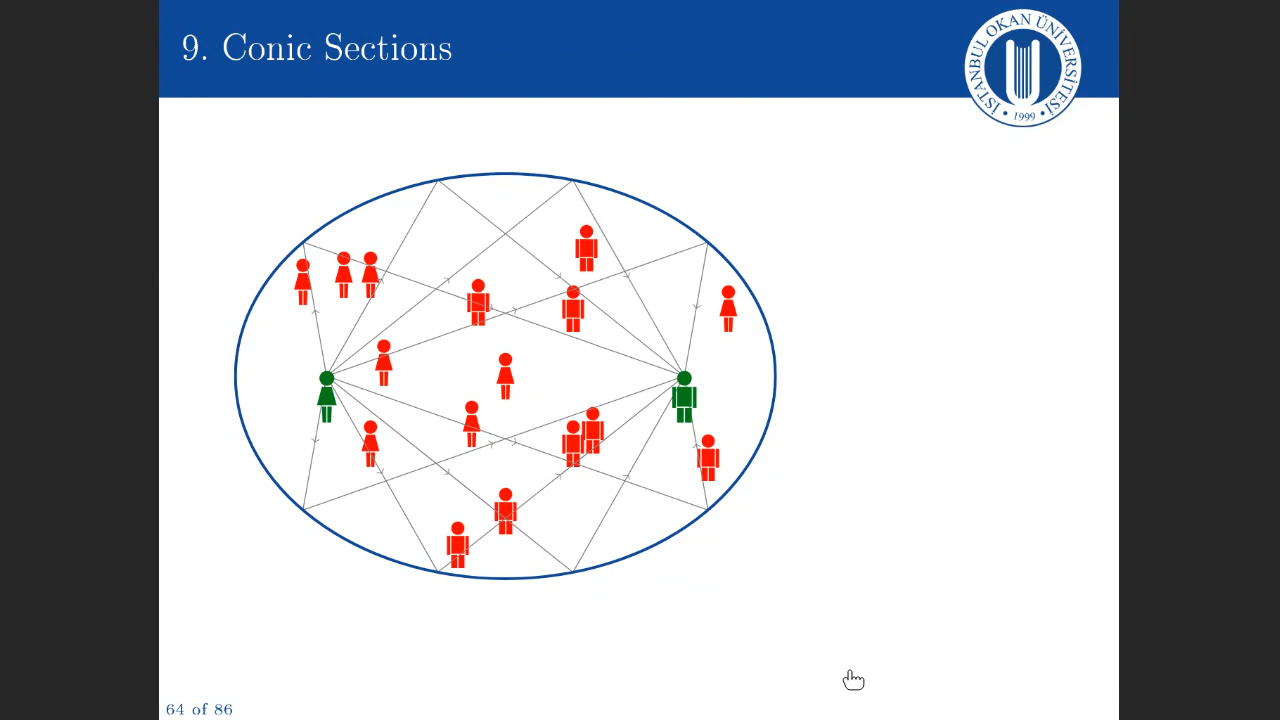 9. Conic Sections
İSTANBUL OKAN ÜNİVERSİTESİ
• 1999 •
64 of 86